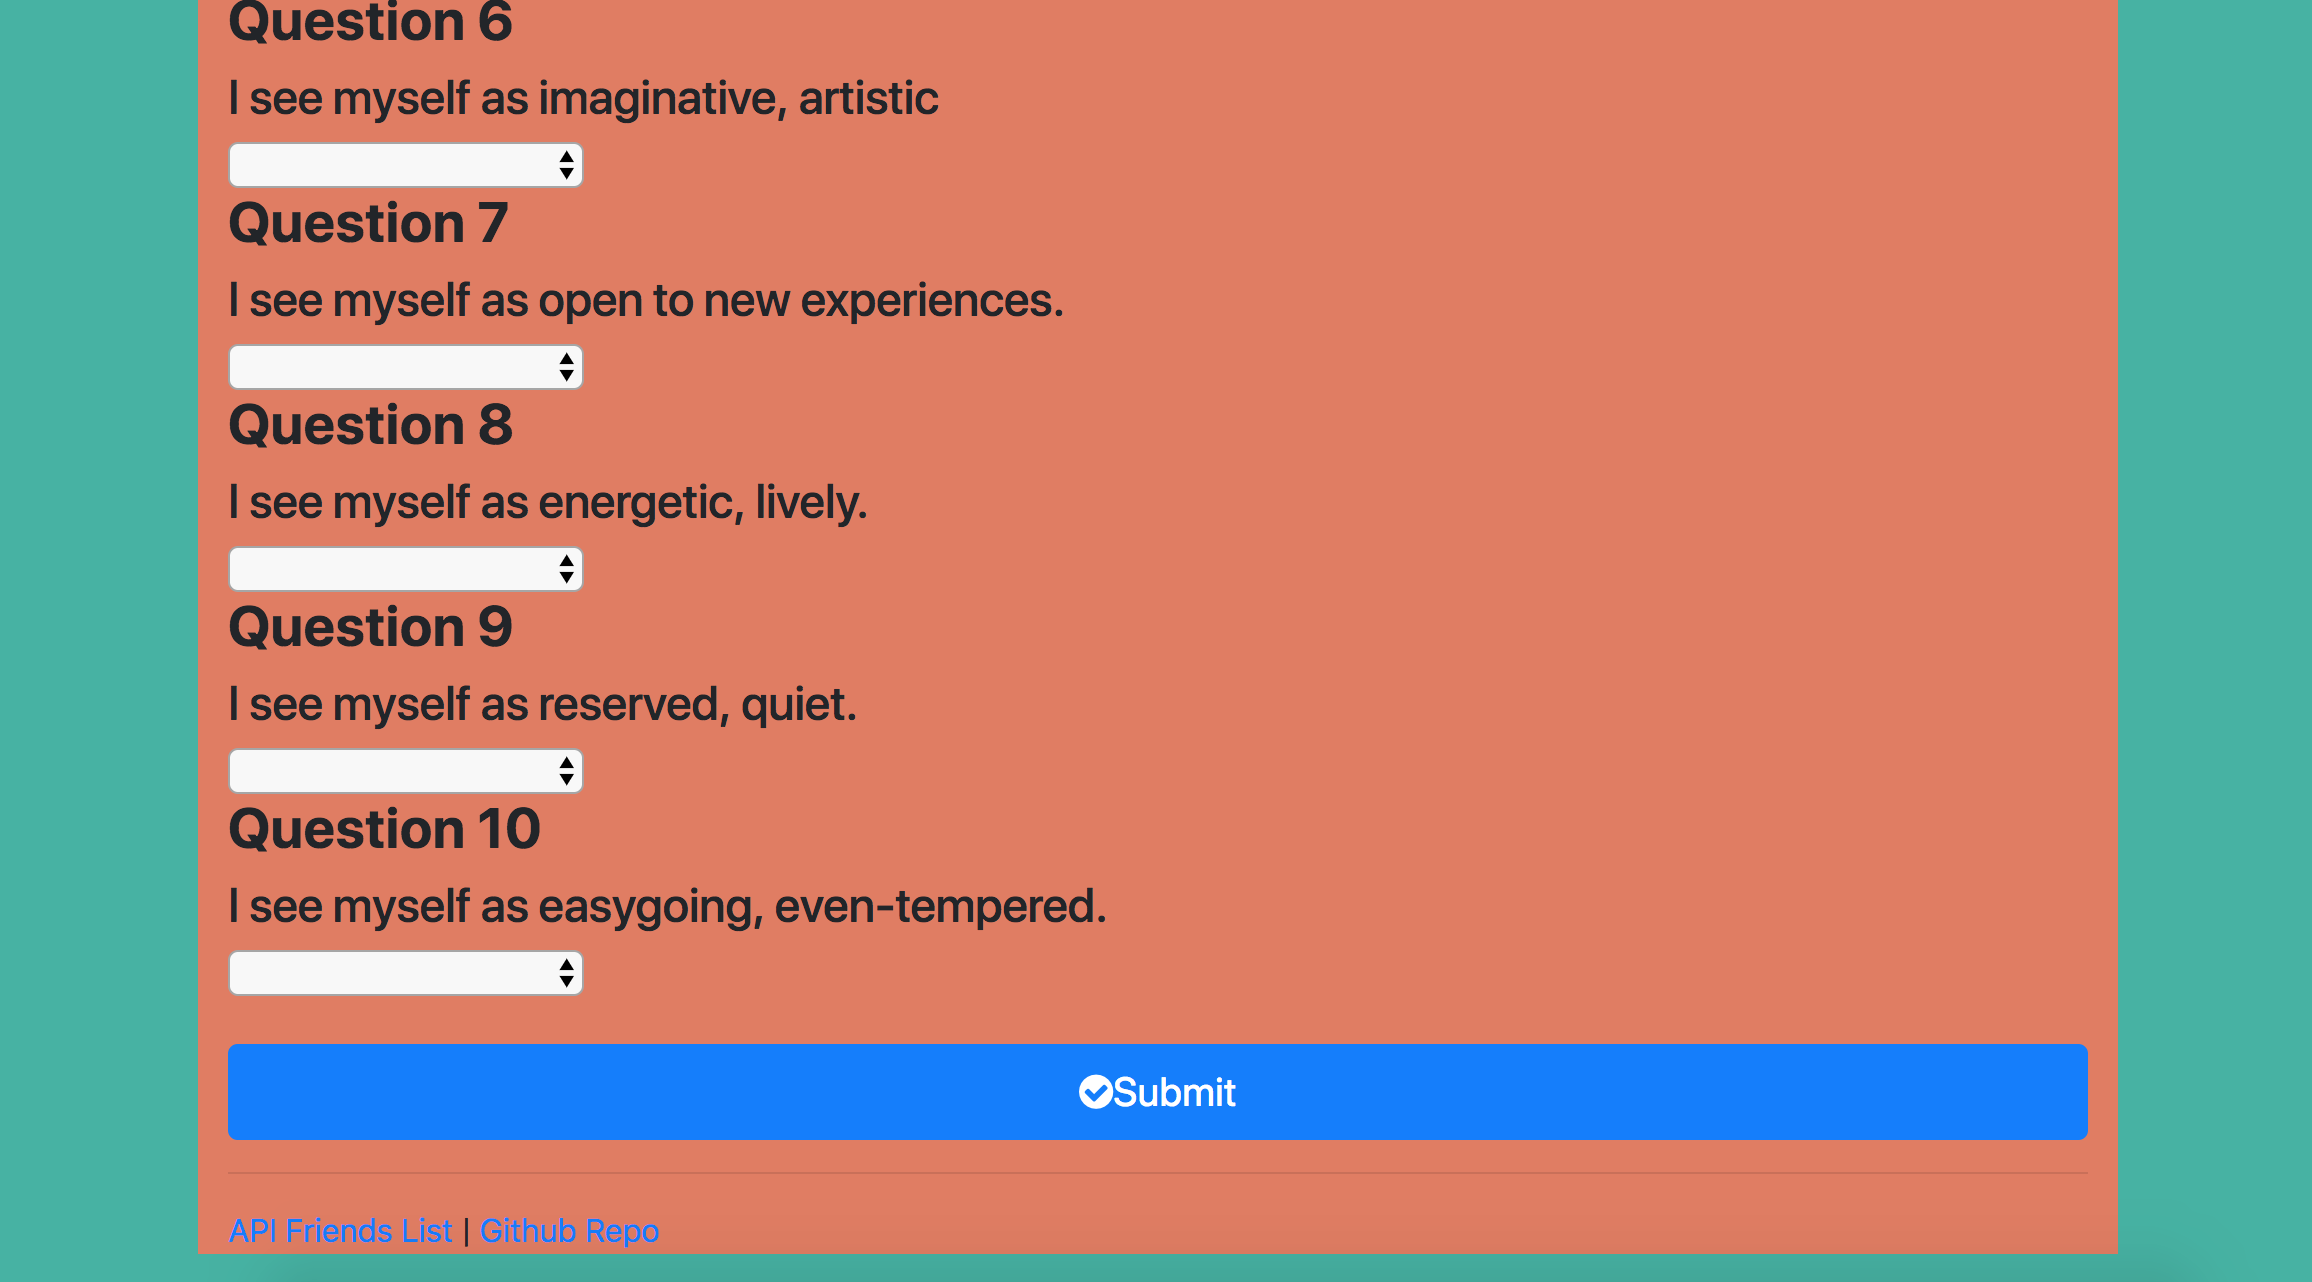 Question 6
I see myself as imaginative, artistic
Question 7
I see myself as open to new experiences.
Question 8
I see myself as energetic, lively.
Question 9
I see myself as reserved, quiet.
Question 10
I see myself as easygoing, even-tempered.
Submit
API Friends List | Github Repo